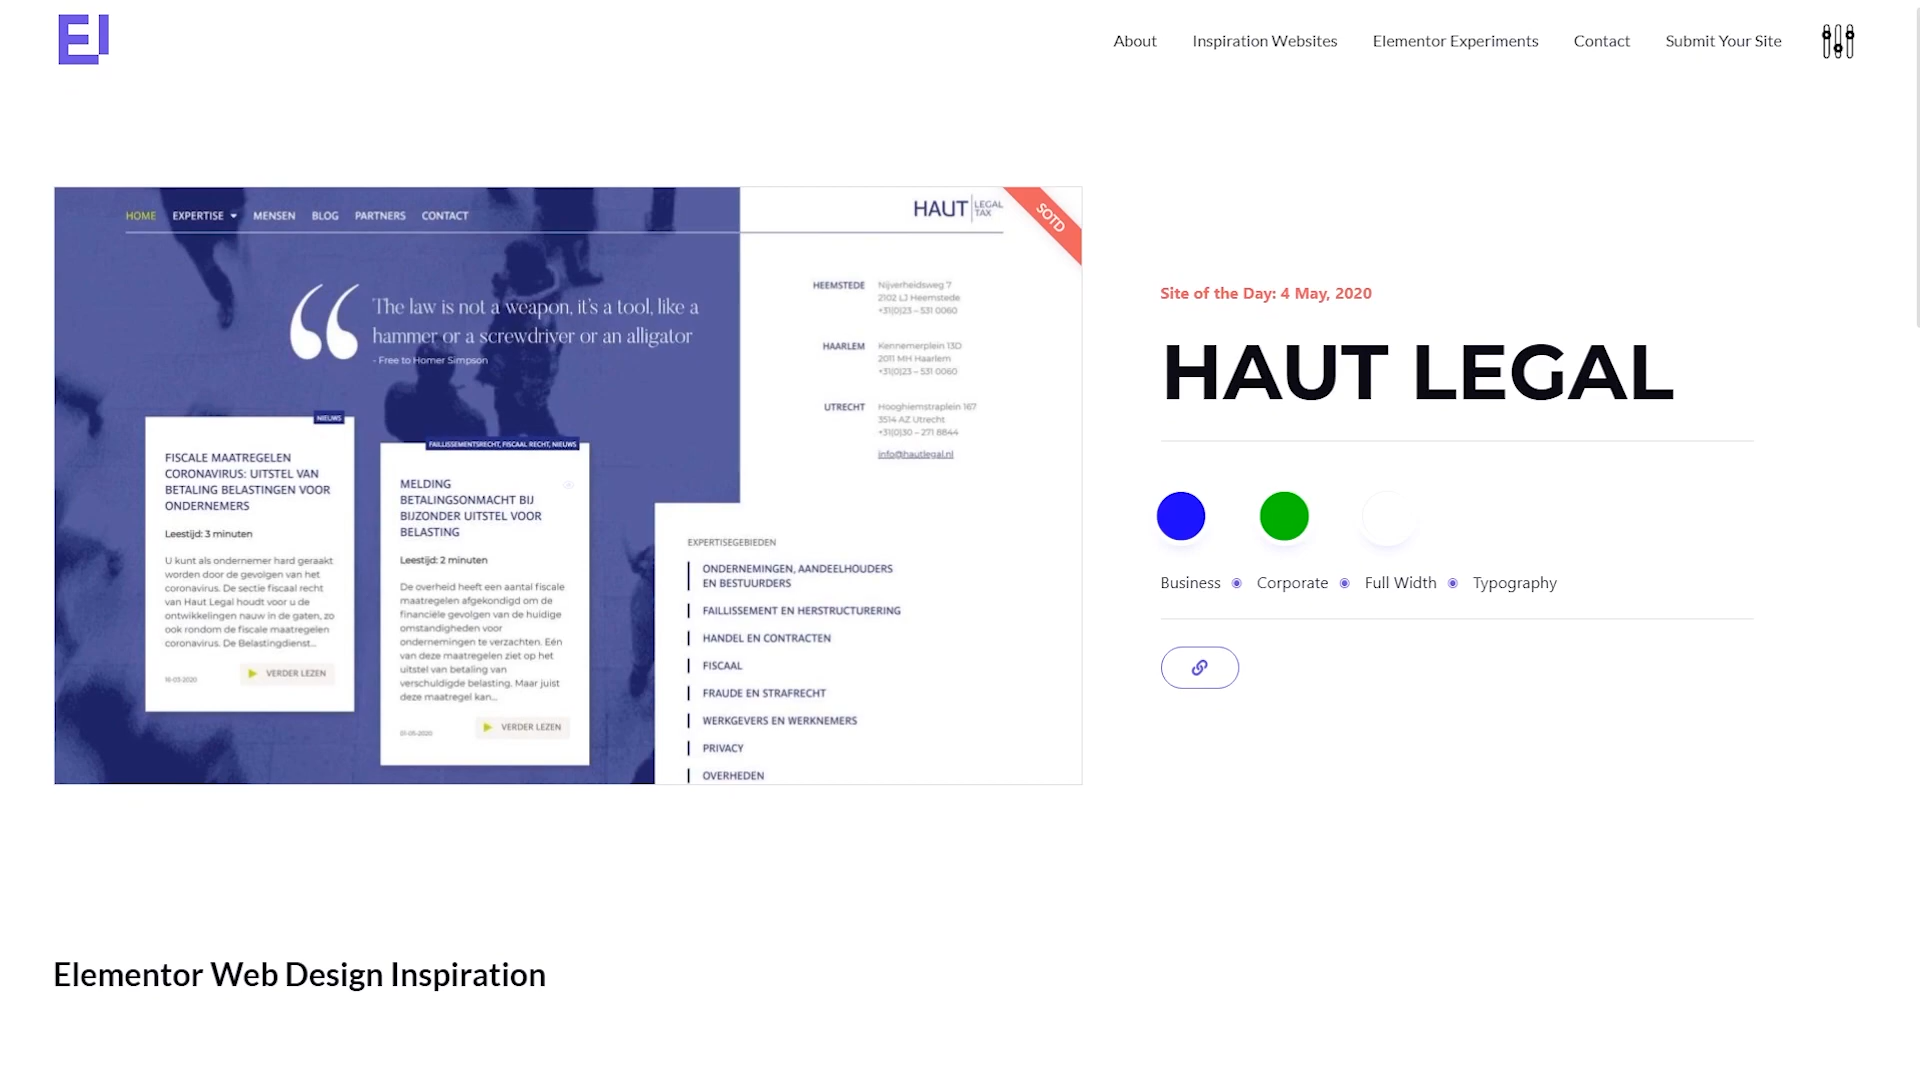 EI
About
Inspiration Websites
Elementor Experiments
Contact
Submit Your Site
HOME
EXPERTISE
MENSEN
BLOG
PARTNERS
CONTACT
HAUT LEGAL
TAX
SOTD
“ The law is not a weapon, it's a tool, like a
hammer or a screwdriver or an alligator
- Free to Homer Simpson
HEEMSTEDE
Nijverheidsweg 7
2102 LJ Heemstede
+31(0)23 – 531 0060
HAARLEM
Kennemerplein 13D
2011 MH Haarlem
+31(0)23 – 531 0060
UTRECHT
Hooghiemstraplein 167
3514 AZ Utrecht
+31(0)30 – 271 8844
info@hautlegal.nl
NIEUWS
FISCALE MAATREGELEN
CORONAVIRUS: UITSTEL VAN
BETALING BELASTINGEN VOOR
ONDERNEMERS
Leestijd: 3 minuten
U kunt als ondernemer hard geraakt
worden door de gevolgen van het
coronavirus. De sectie fiscaal recht
van Haut Legal houdt voor u de
ontwikkelingen nauw in de gaten, zo
ook rondom de fiscale maatregelen
coronavirus. De Belastingdienst...
16-03-2020
VERDER LEZEN
FAILLISSEMENTSRECHT, FISCAAL RECHT, NIEUWS
MELDING
BETALINGSONMACHT BIJ
BIJZONDER UITSTEL VOOR
BELASTING
Leestijd: 2 minuten
De overheid heeft een aantal fiscale
maatregelen afgekondigd om de
financiële gevolgen van de huidige
omstandigheden voor
ondernemingen te verzachten. Eén
van deze maatregelen ziet op het
uitstel van betaling van
verschuldigde belasting. Maar juist
deze maatregel kan...
01-05-2020
VERDER LEZEN
EXPERTISEGEBIEDEN
ONDERNEMINGEN, AANDEELHOUDERS
EN BESTUURDERS
FAILLISSEMENT EN HERSTRUCTURERING
HANDEL EN CONTRACTEN
FISCAAL
FRAUDE EN STRAFRECHT
WERKGEVERS EN WERKNEMERS
PRIVACY
OVERHEDEN
Site of the Day: 4 May, 2020
HAUT LEGAL
Business
Corporate
Full Width
Typography
Elementor Web Design Inspiration